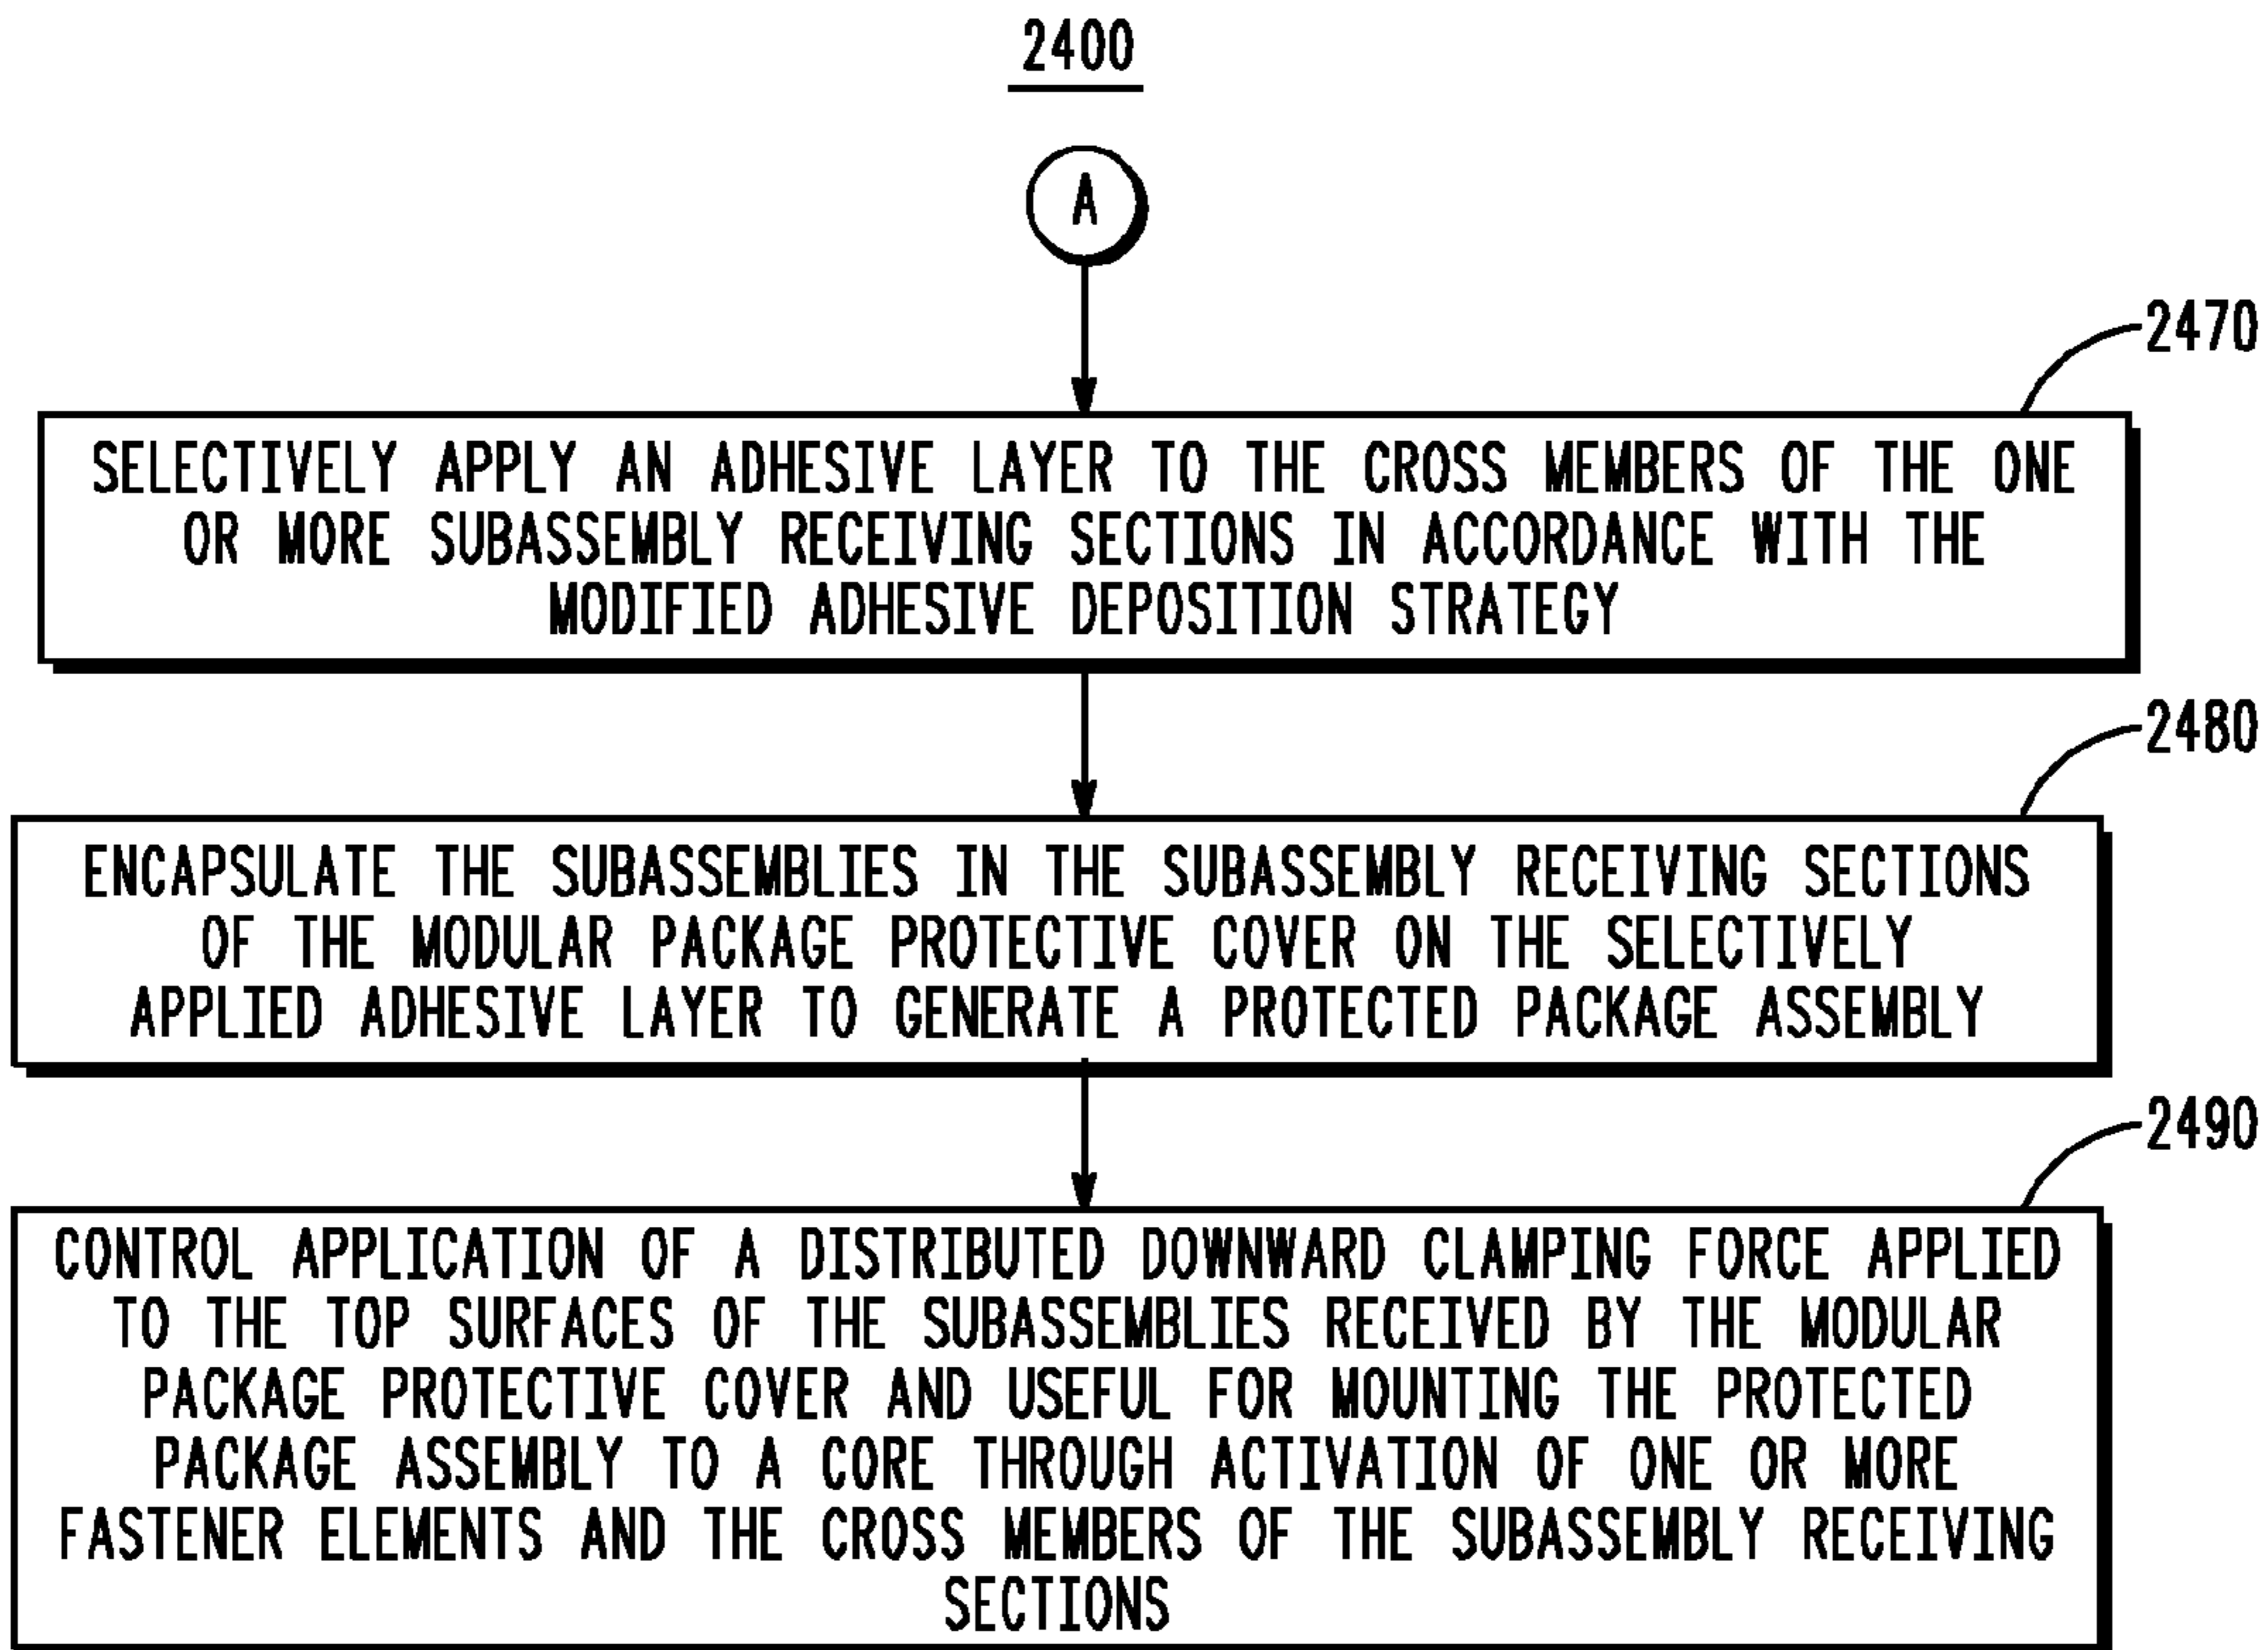 2400
A
2470
SELECTIVELY APPLY AN ADHESIVE LAYER TO THE CROSS MEMBERS OF THE ONE
OR MORE SUBASSEMBLY RECEIVING SECTIONS IN ACCORDANCE WITH THE
MODIFIED ADHESIVE DEPOSITION STRATEGY
2480
ENCAPSULATE THE SUBASSEMBLIES IN THE SUBASSEMBLY RECEIVING SECTIONS
OF THE MODULAR PACKAGE PROTECTIVE COVER ON THE SELECTIVELY
APPLIED ADHESIVE LAYER TO GENERATE A PROTECTED PACKAGE ASSEMBLY
2490
CONTROL APPLICATION OF A DISTRIBUTED DOWNWARD CLAMPING FORCE APPLIED
TO THE TOP SURFACES OF THE SUBASSEMBLIES RECEIVED BY THE MODULAR
PACKAGE PROTECTIVE COVER AND USEFUL FOR MOUNTING THE PROTECTED
PACKAGE ASSEMBLY TO A CORE THROUGH ACTIVATION OF ONE OR MORE
FASTENER ELEMENTS AND THE CROSS MEMBERS OF THE SUBASSEMBLY RECEIVING
SECTIONS